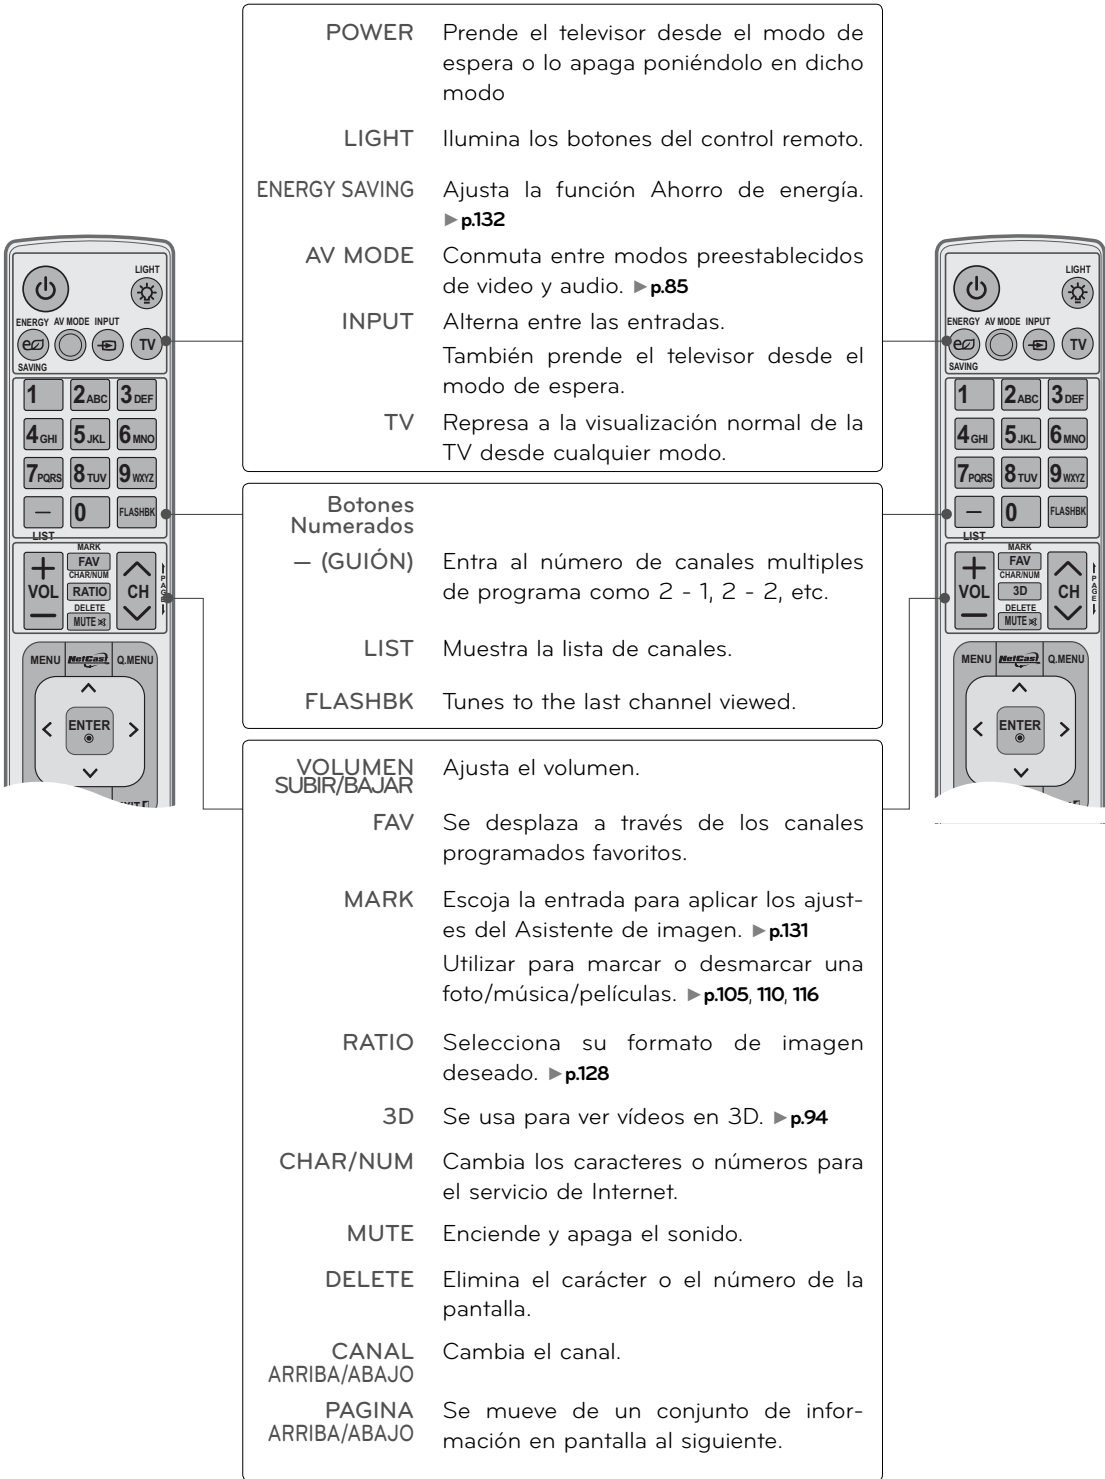 POWER Prende el televisor desde el modo de
espera o lo apaga poniéndolo en dicho
modo
LIGHT Ilumina los botones del control remoto.
ENERGY SAVING Ajusta la función Ahorro de energía.
►p.132
AV MODE Conmuta entre modos preestablecidos
de video y audio. ►p.85
INPUT Alterna entre las entradas.
También prende el televisor desde el
modo de espera.
TV Represa a la visualización normal de la
TV desde cualquier modo.
Botones
Numerados
— (GUIÓN) Entra al número de canales multiples
de programa como 2 - 1, 2 - 2, etc.
LIST Muestra la lista de canales.
FLASHBK Tunes to the last channel viewed.
VOLUMEN
SUBIR/BAJAR Ajusta el volumen.
FAV Se desplaza a través de los canales
programados favoritos.
MARK Escoja la entrada para aplicar los ajust-
es del Asistente de imagen. ►p.131
Utilizar para marcar o desmarcar una
foto/música/películas. ►p.105, 110, 116
RATIO Selecciona su formato de imagen
deseado. ►p.128
3D Se usa para ver vídeos en 3D. ►p.94
CHAR/NUM Cambia los caracteres o números para
el servicio de Internet.
MUTE Enciende y apaga el sonido.
DELETE Elimina el carácter o el número de la
pantalla.
CANAL
ARRIBA/ABAJO Cambia el canal.
PAGINA
ARRIBA/ABAJO Se mueve de un conjunto de infor-
mación en pantalla al siguiente.
LIGHT
ENERGY AV MODE INPUT
TV
SAVING
1 2ABC 3DEF
4GHI 5JKL 6MNO
7PQRS 8TUV 9WXYZ
— 0 FLASHBK
LIST
MARK
FAV
CHAR/NUM
VOL RATIO CH
PAGE
DELETE
MUTE
MENU NetCast Q.MENU
ENTER
LIGHT
ENERGY AV MODE INPUT
TV
SAVING
1 2ABC 3DEF
4GHI 5JKL 6MNO
7PQRS 8TUV 9WXYZ
— 0 FLASHBK
LIST
MARK
FAV
CHAR/NUM
VOL 3D CH
PAGE
DELETE
MUTE
MENU NetCast Q.MENU
ENTER